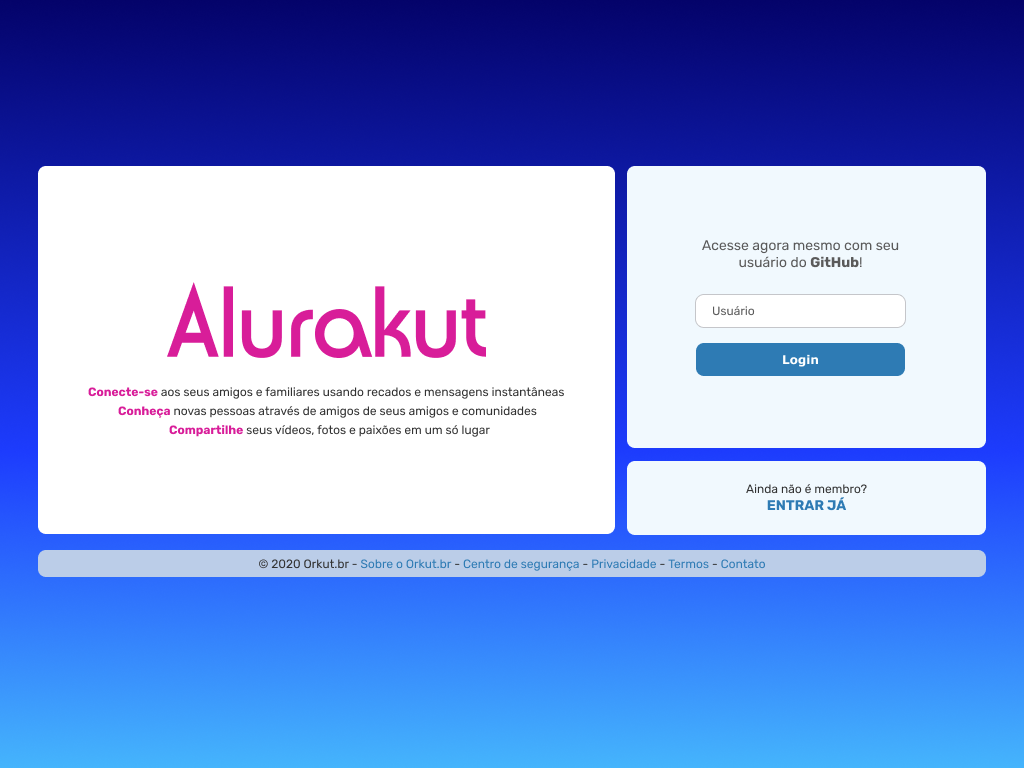 Alurakut
Conecte-se aos seus amigos e familiares usando recados e mensagens instantâneas
Conheça novas pessoas através de amigos de seus amigos e comunidades
Compartilhe seus vídeos, fotos e paixões em um só lugar
Acesse agora mesmo com seu
usuário do GitHub!
Usuário
Login
Ainda não é membro?
ENTRAR JÁ
© 2020 Orkut.br - Sobre o Orkut.br - Centro de segurança - Privacidade - Termos - Contato